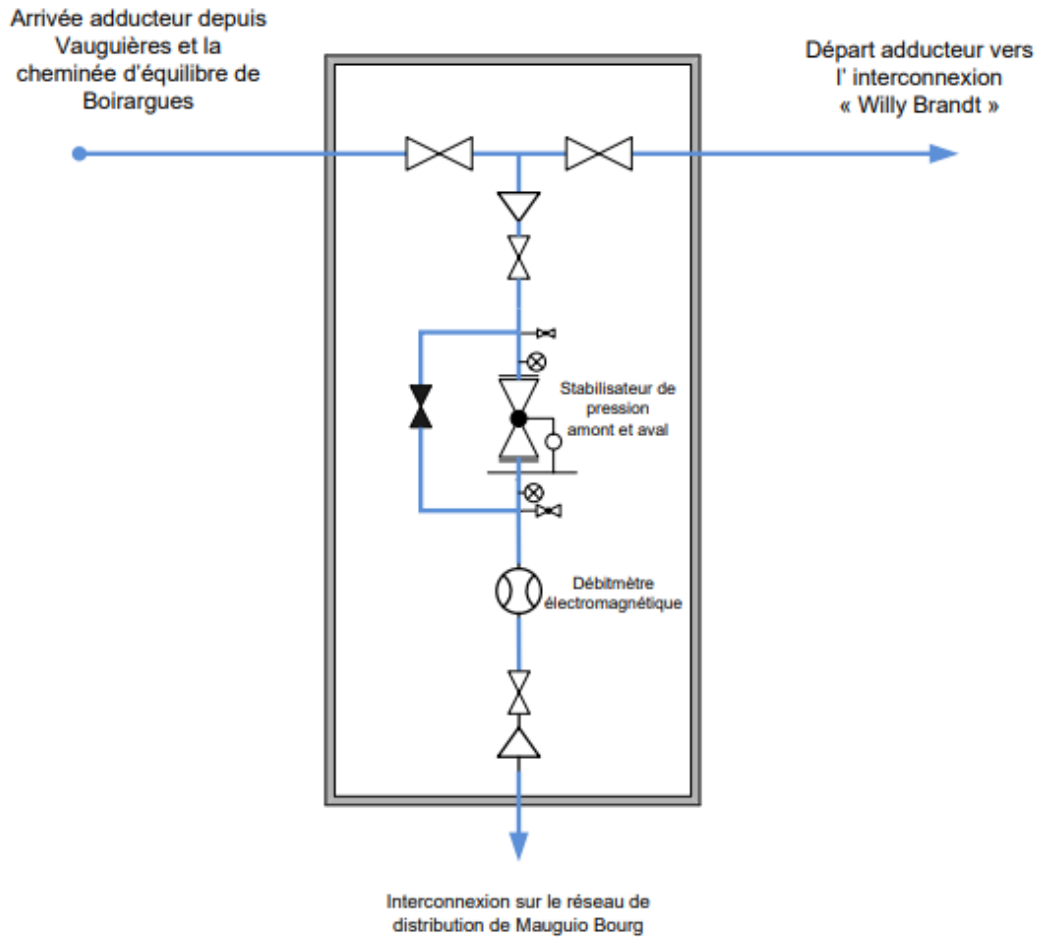 Arrivée adducteur depuis
Vauguières et la
cheminée d'équilibre de
Boirargues
Départ adducteur vers
l' interconnexion
« Willy Brandt »
Stabilisateur de
pression
amont et aval
Débitmètre
électromagnétique
Interconnexion sur le réseau de
distribution de Mauguio Bourg